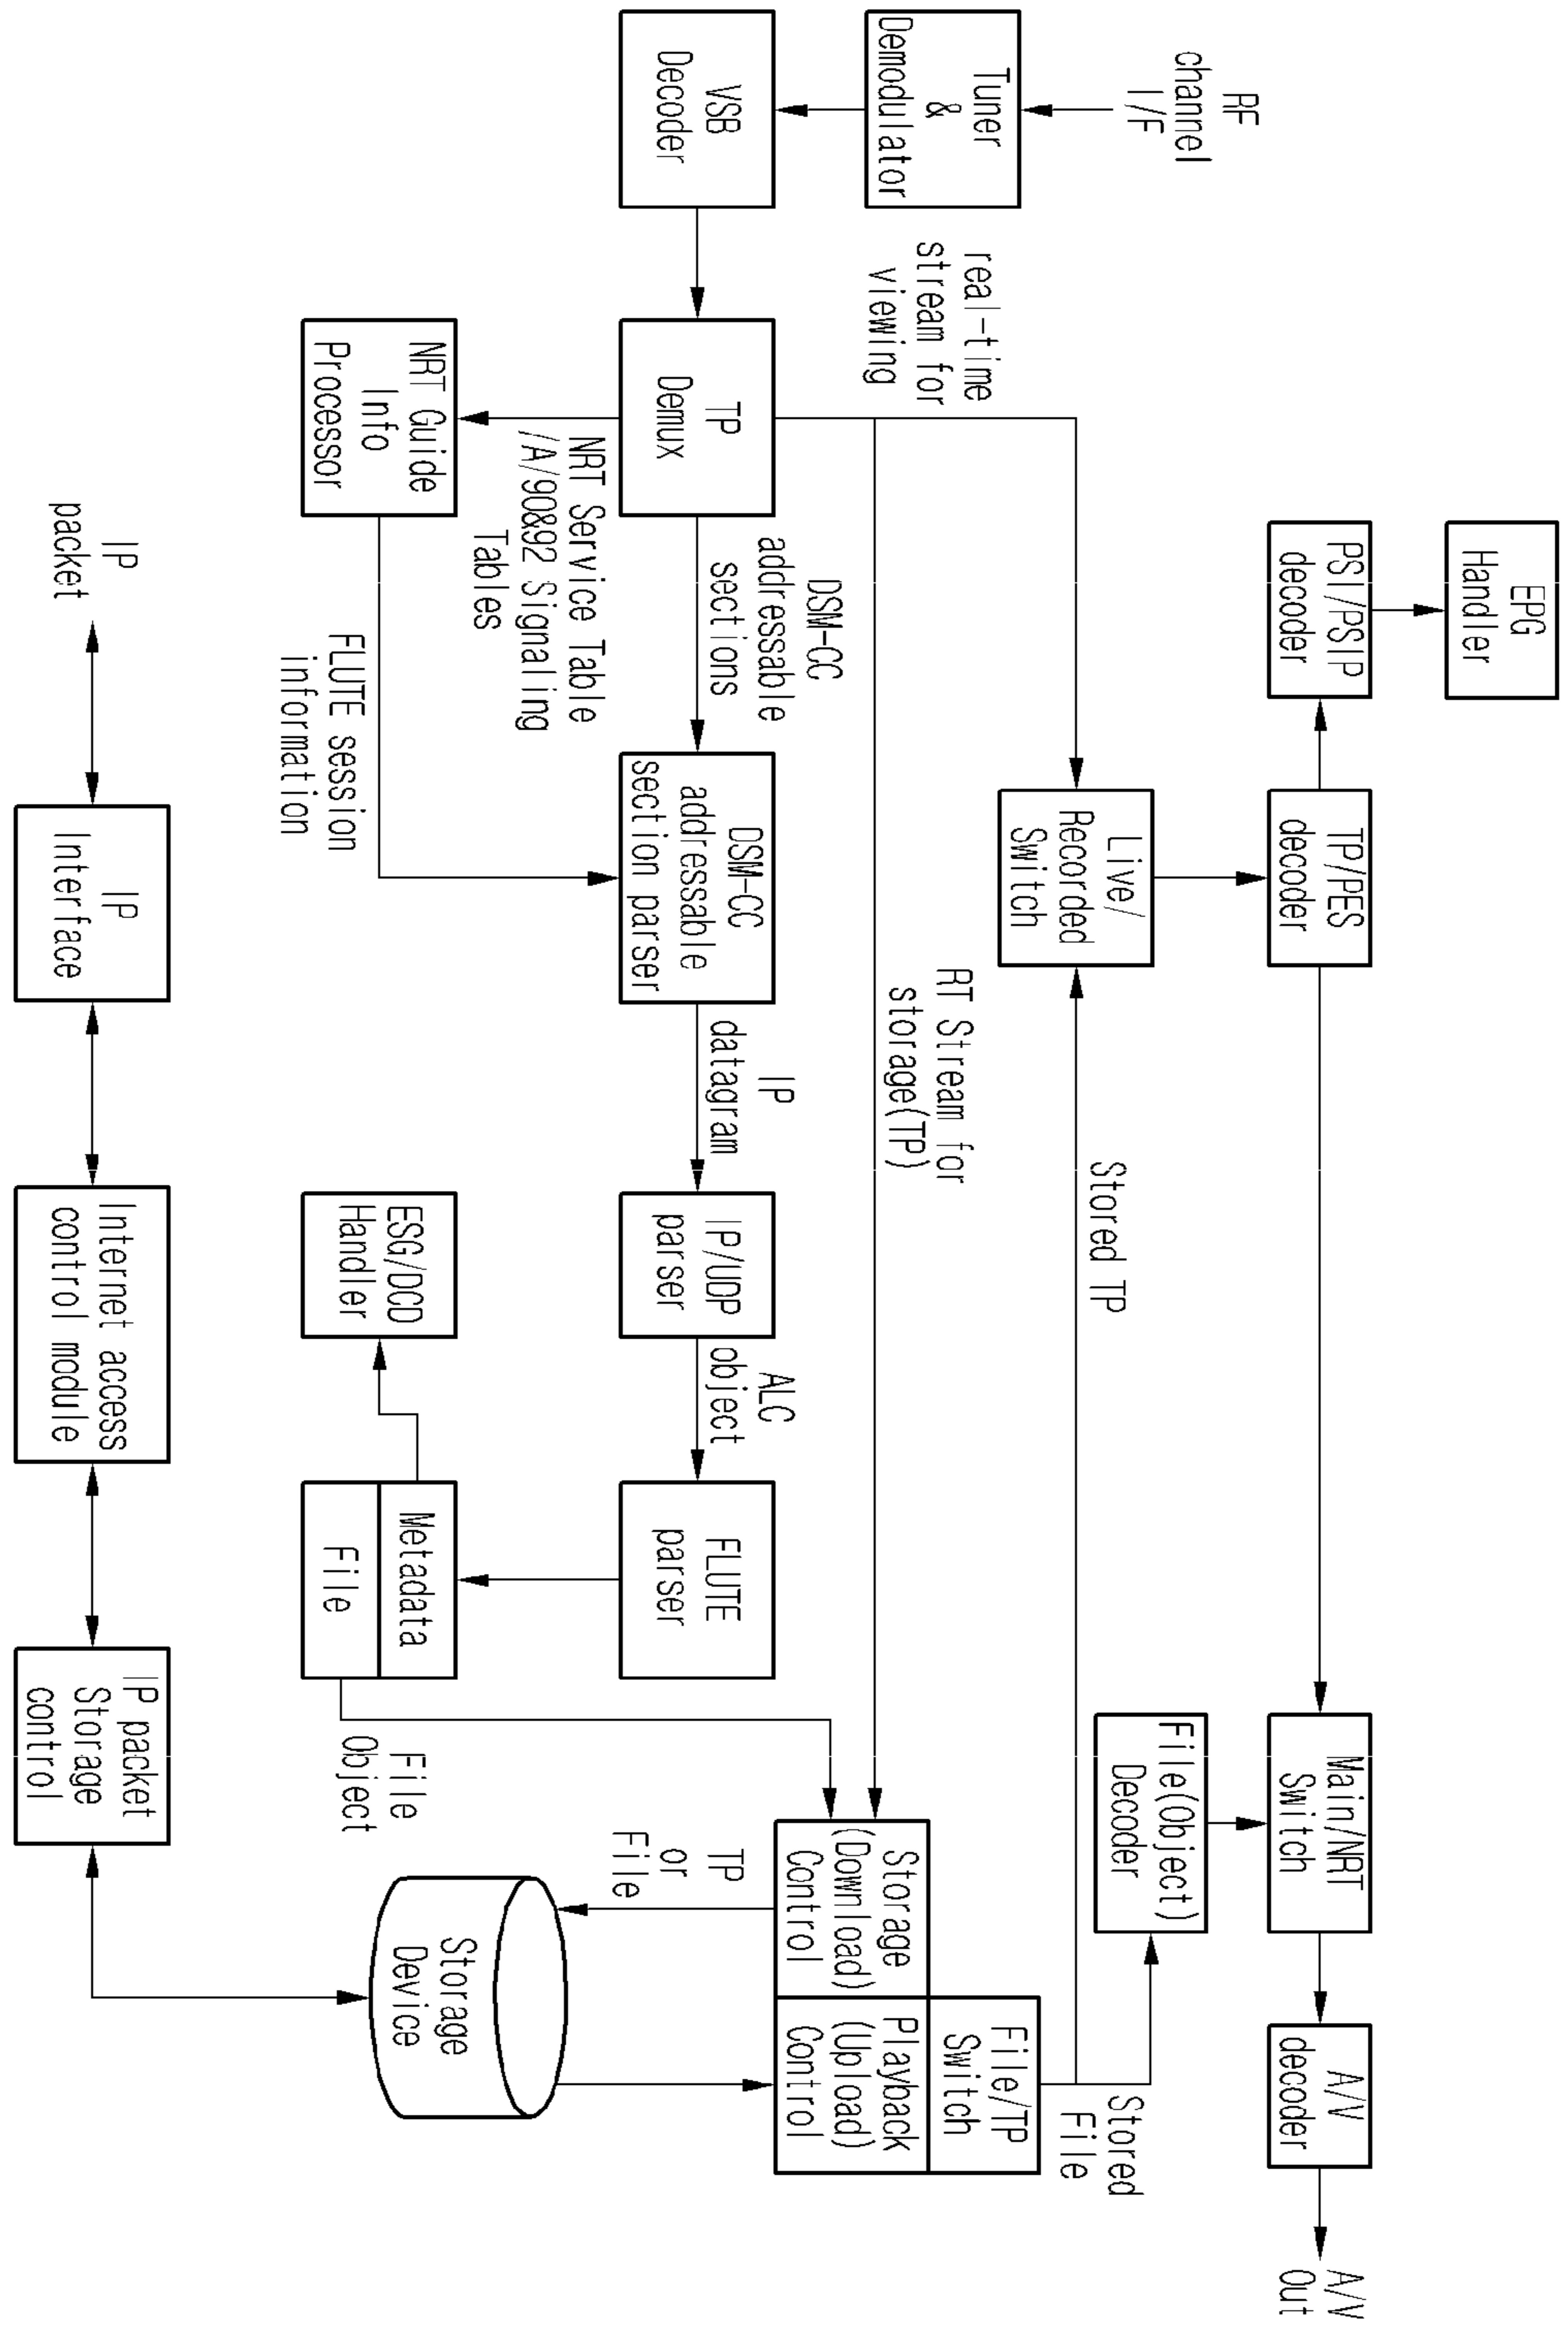 EPG
Handler
PSI/PSIP
decoder
TP/PES
decoder
Main/NRT
Switch
A/V
decoder
A/V
Out
RF
channel
I/F
Tuner
&
Demodulator
real-time
stream for
viewing
Live/
Recorded
Switch
Stored TP
File(Object)
Decoder
Stored
File
RT Stream for
storage(TP)
File/TP
Switch
Storage
(Download)
Control
Playback
(Upload)
Control
VSB
Decoder
TP
Demux
DSM-CC
addressable
sections
DSM-CC
addressable
section parser
IP
datagram
IP/UDP
parser
ALC
object
FLUTE
parser
TP
or
File
NRT Service Table
/A/90&92 Signaling
Tables
NRT Guide
Info
Processor
FLUTE session
information
ESG/DCD
Handler
Metadata
File
File
Object
Storage
Device
IP
packet
IP
Interface
Internet access
control module
IP packet
Storage
control